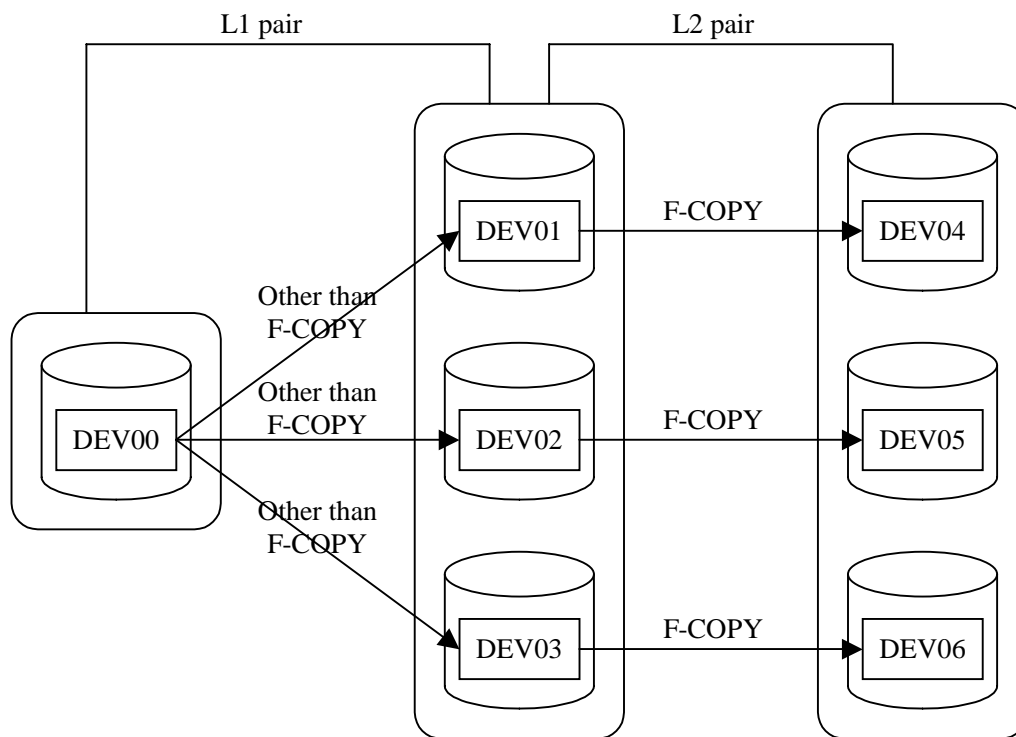 L1 pair
L2 pair
DEV01
F-COPY
DEV04
Other than
F-COPY
DEV00
Other than
F-COPY
DEV02
F-COPY
DEV05
Other than
F-COPY
DEV03
F-COPY
DEV06